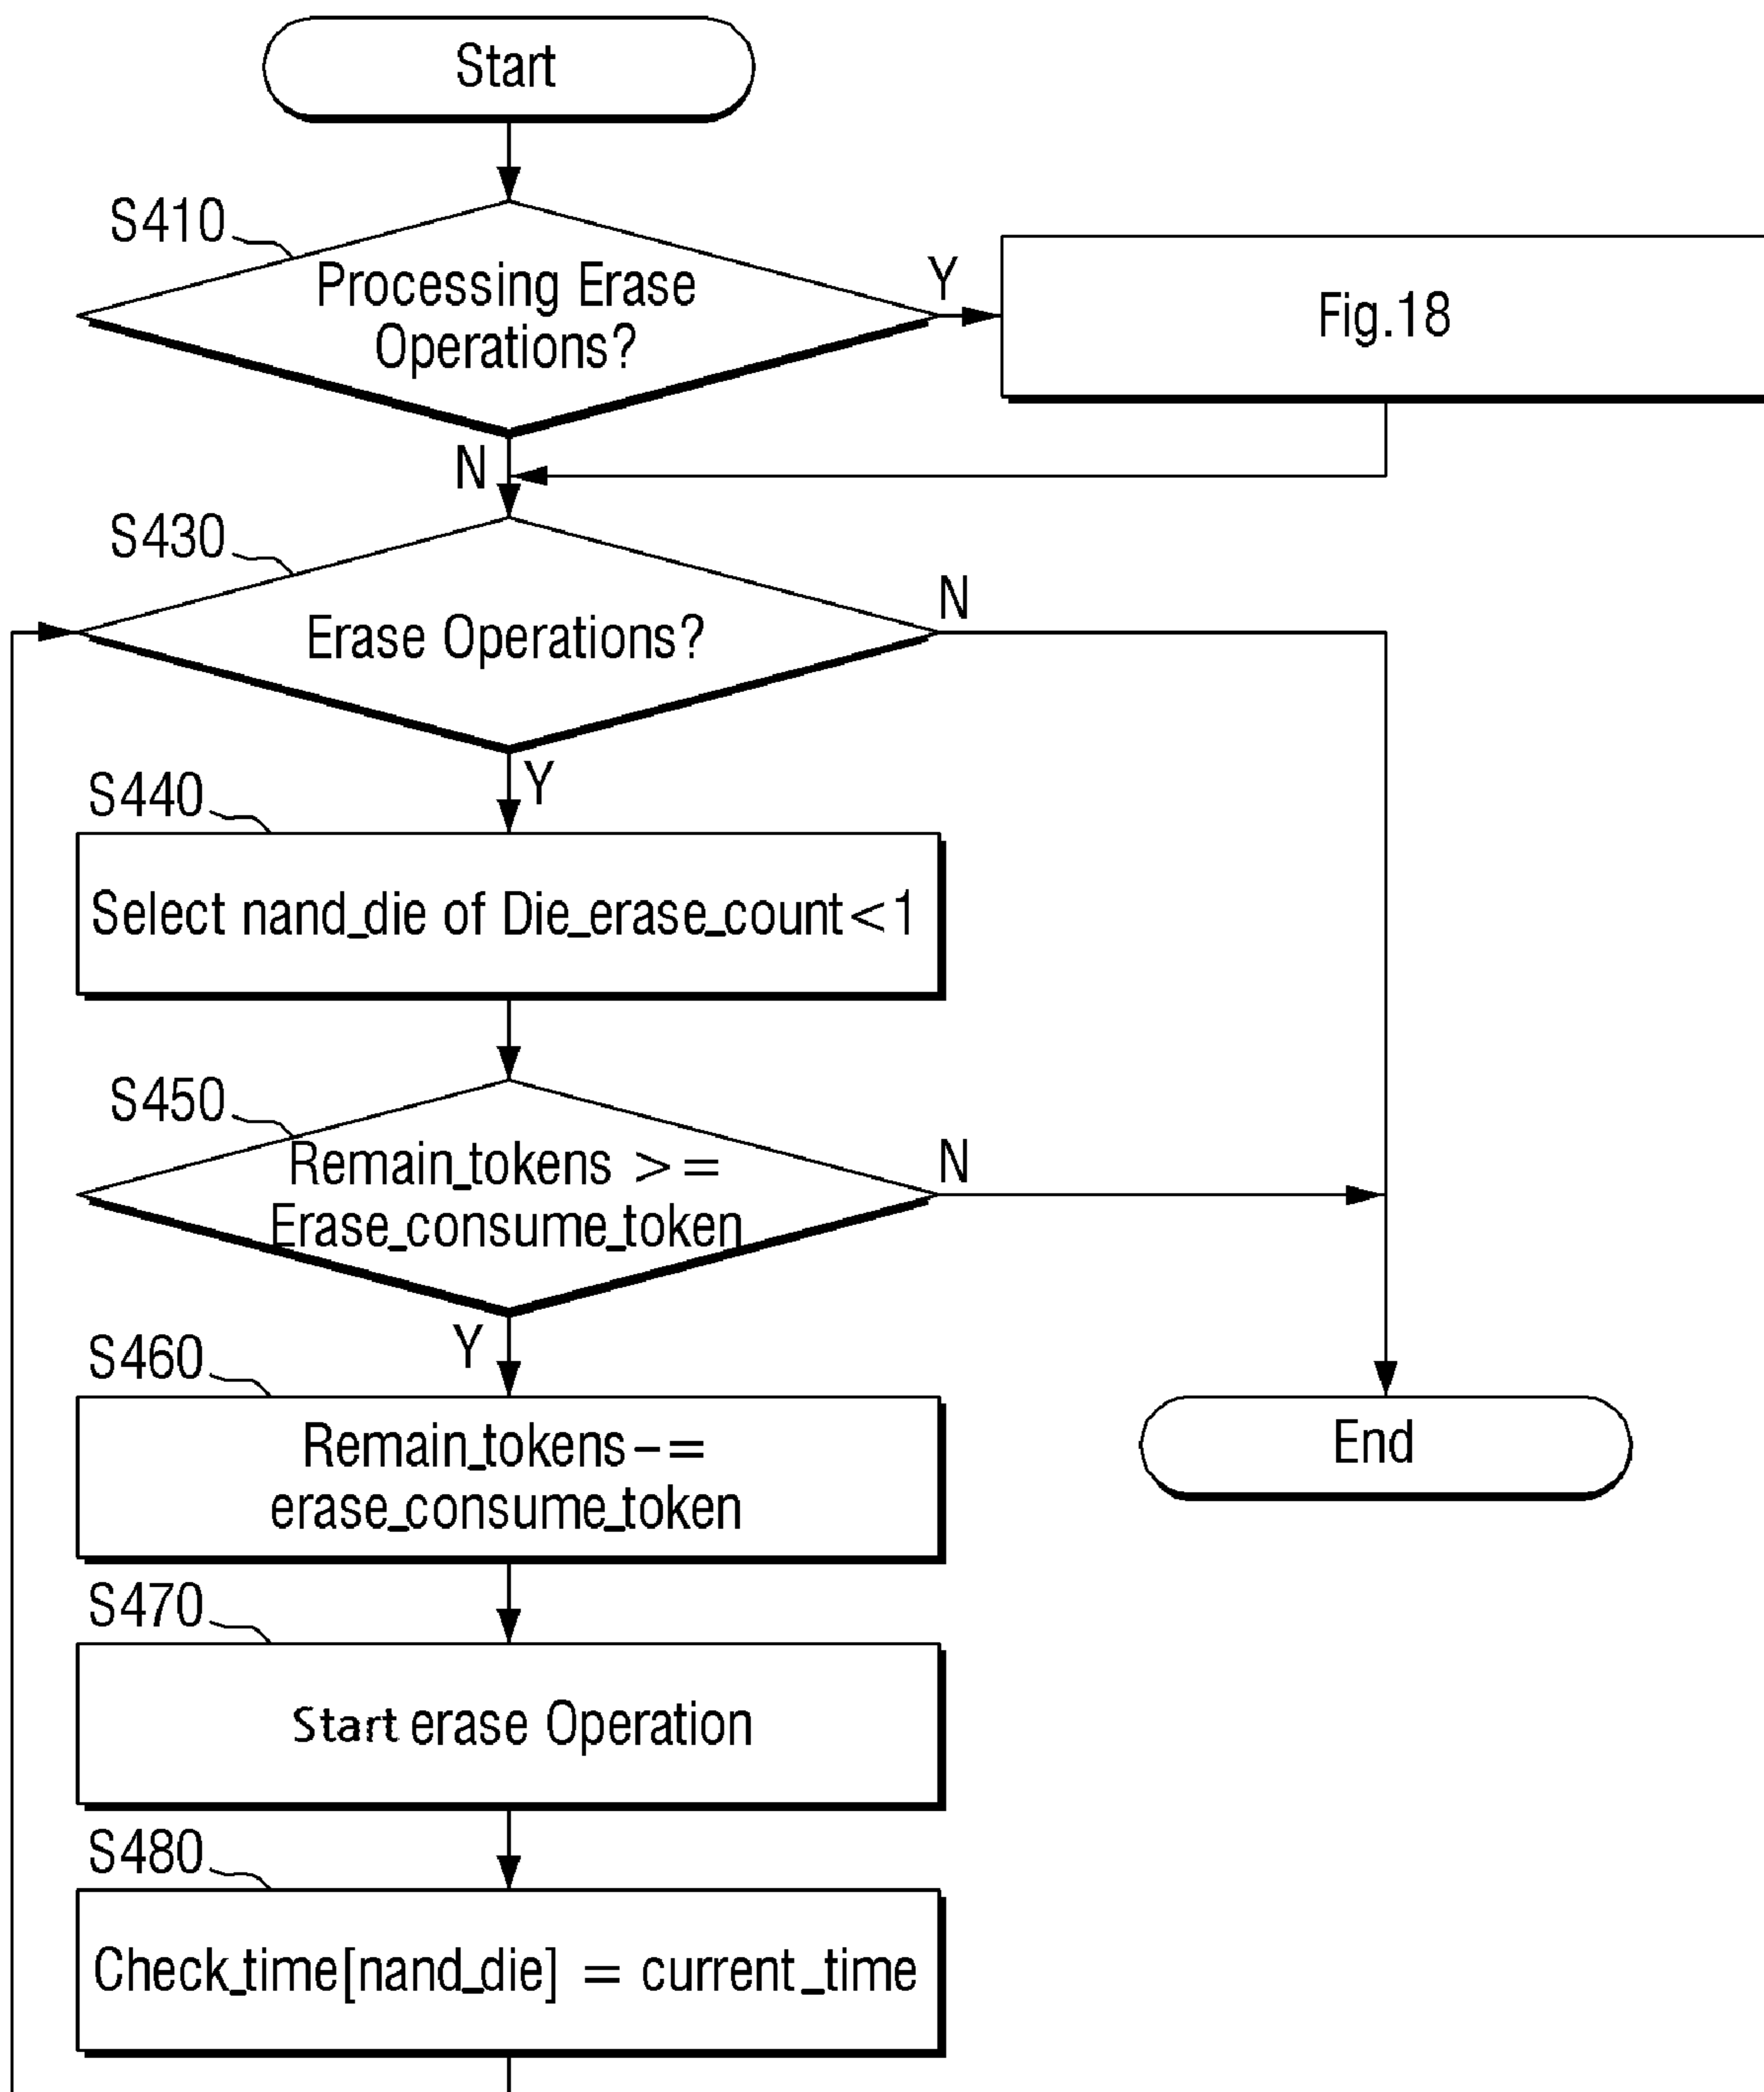 Start
S410
Processing Erase
Operations?
Y
Fig.18
N
S430
Erase Operations?
N
Y
S440
Select nand_die of Die_erase_count<1
S450
Remain_tokens >=
Erase_consume_token
N
Y
S460
Remain_tokens-=
erase_consume_token
End
S470
Start erase Operation
S480
Check_time[nand_die] = current_time